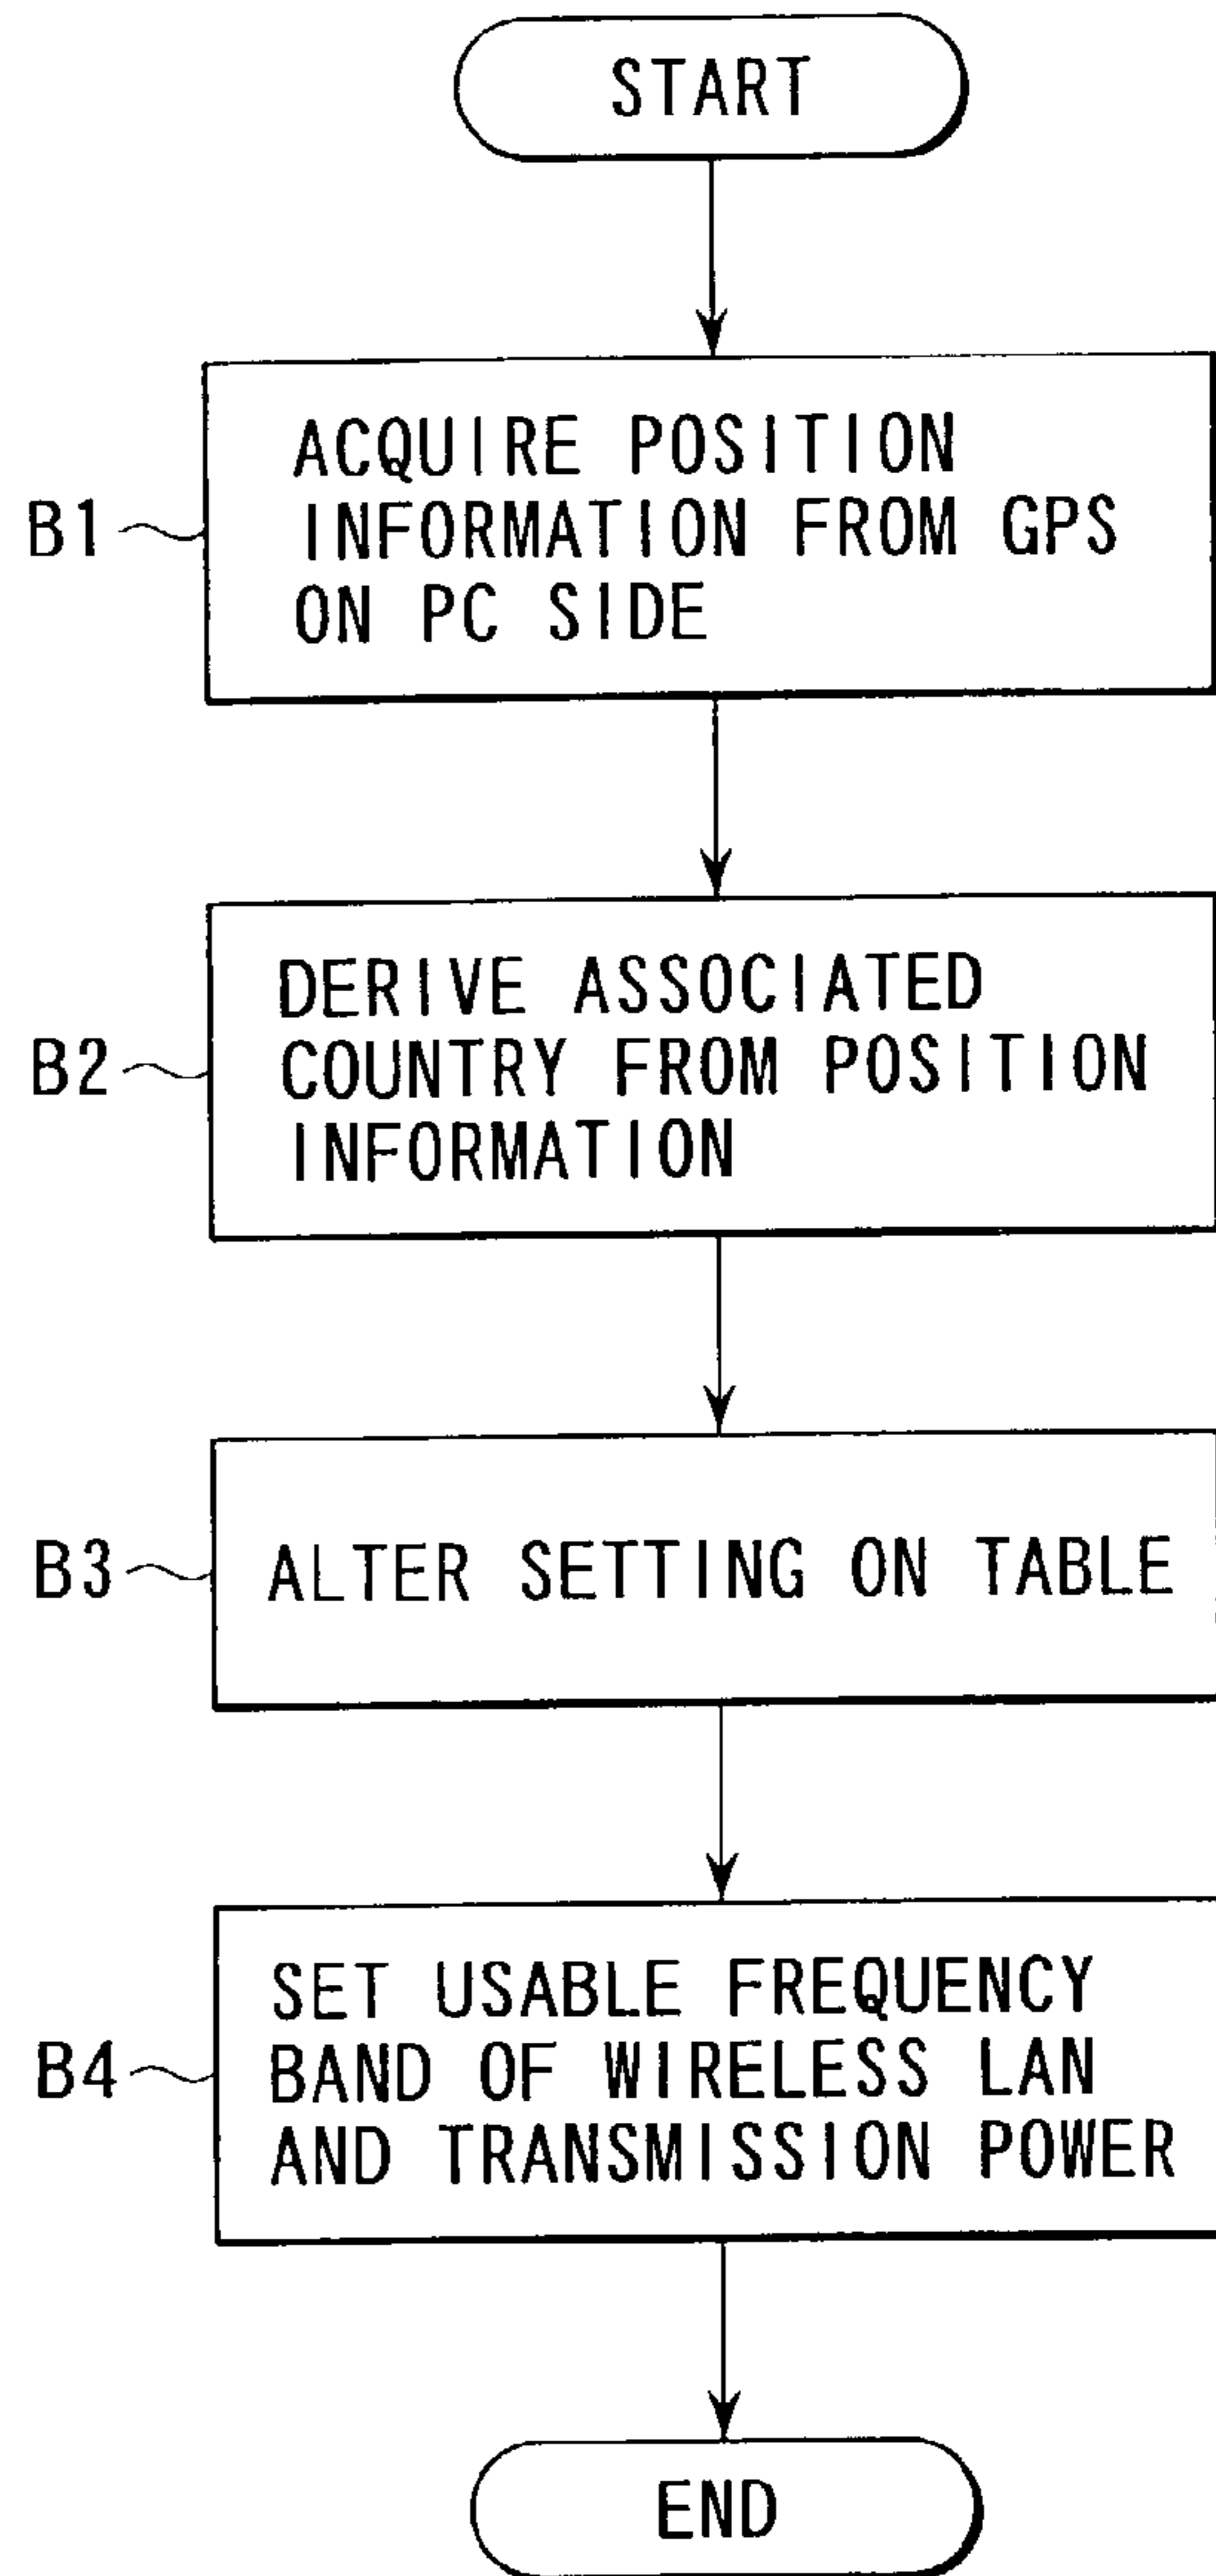 START
B1
ACQUIRE POSITION
INFORMATION FROM GPS
ON PC SIDE
B2
DERIVE ASSOCIATED
COUNTRY FROM POSITION
INFORMATION
B3
ALTER SETTING ON TABLE
B4
SET USABLE FREQUENCY
BAND OF WIRELESS LAN
AND TRANSMISSION POWER
END